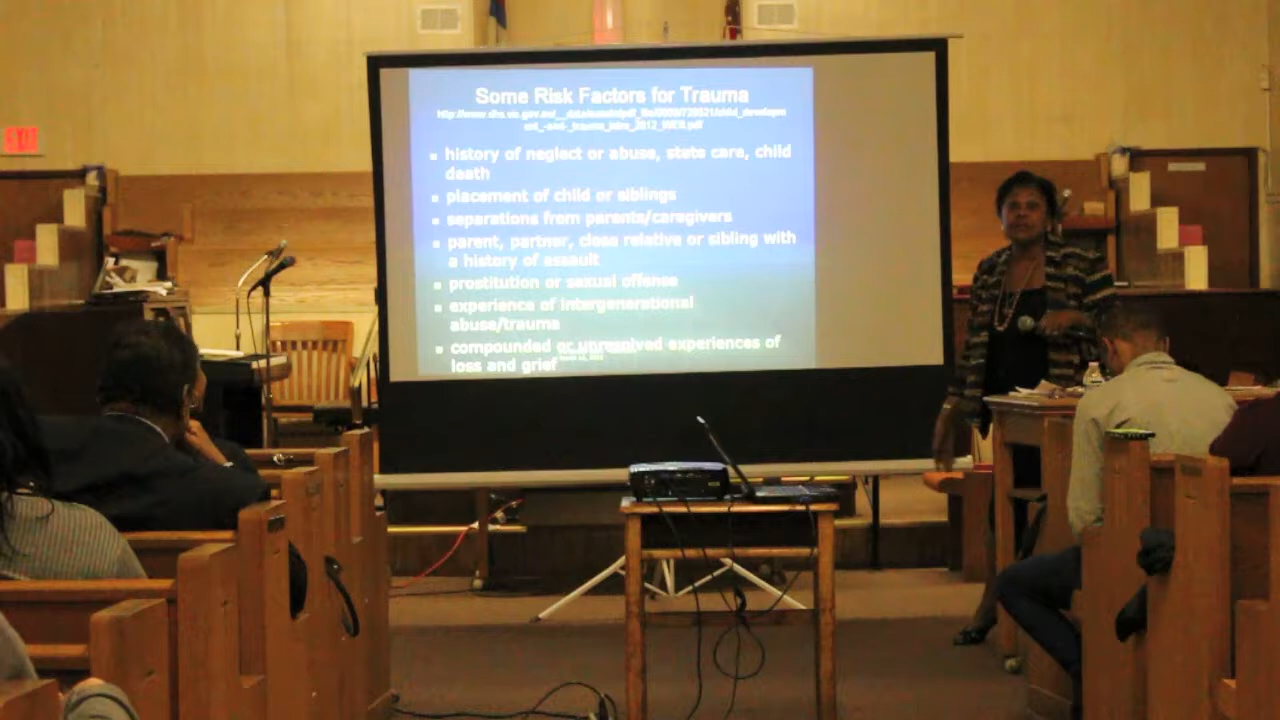 EXIT
Some Risk Factors for Trauma
history of neglect or abuse, state care, child
death
placement of child or siblings
separations from parents/caregivers
parent, partner, close relative or sibling with
a history of assault
prostitution or sexual offense
experience of intergenerational
abuse/trauma
compounded or unresolved experiences of
loss and grief